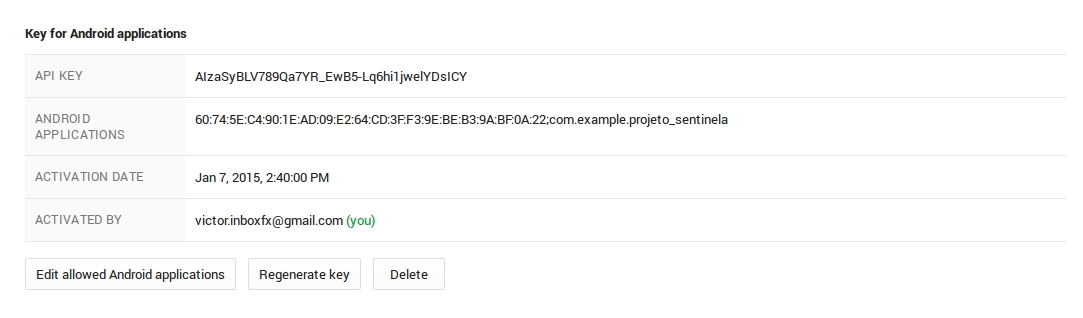 Key for Android applications
API KEY AIzaSyBLV789Qa7YR_EwB5-Lq6hi1jwelYDsICY
ANDROID APPLICATIONS 60:74:5E:C4:90:1E:AD:09:E2:64:CD:3F:F3:9E:BE:B3:9A:BF:0A:22;com.example.projeto_sentinela
ACTIVATION DATE Jan 7, 2015, 2:40:00 PM
ACTIVATED BY victor.inboxfx@gmail.com (you)
Edit allowed Android applications Regenerate key Delete